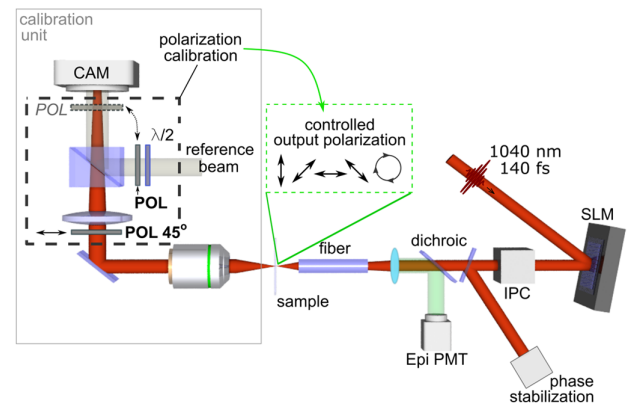 calibration
unit
polarization
calibration
CAM
POL
λ/2
reference
beam
POL
POL 45°
controlled
output polarization
1040 nm
140 fs
SLM
fiber
dichroic
IPC
sample
Epi PMT
phase
stabilization